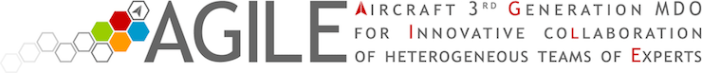 AGILE
AIRCRAFT 3RD GENERATION MDO
FOR INNOVATIVE COLLABORATION
OF HETEROGENEOUS TEAMS OF EXPERTS